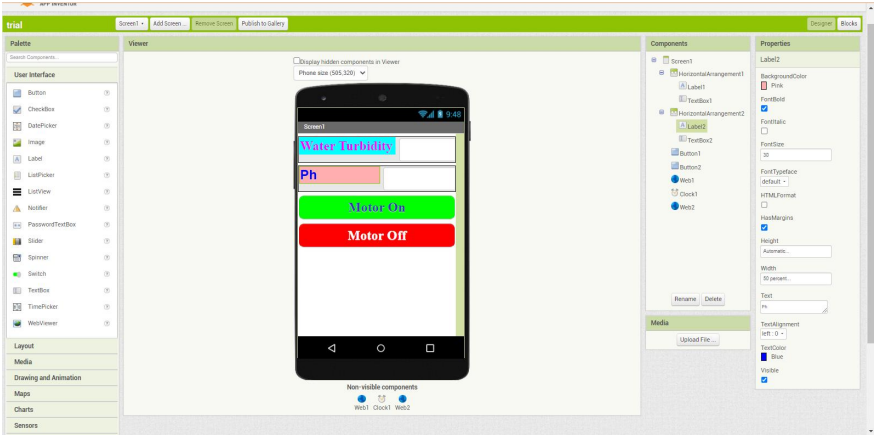 APP INVENTOR
trial
Screen1
Add Screen ...
Remove Screen
Publish to Gallery
Designer
Blocks
Palette
Search Components...
User Interface
Button
CheckBox
DatePicker
Image
Label
ListPicker
ListView
Notifier
PasswordTextBox
Slider
Spinner
Switch
TextBox
TimePicker
WebViewer
Layout
Media
Drawing and Animation
Maps
Charts
Sensors
Viewer
Display hidden components in Viewer
Phone size (505,320)
9:48
Screen1
Water Turbidity
Ph
Motor On
Motor Off
Non-visible components
Web1 Clock1 Web2
Components
Screen1
HorizontalArrangement1
Label1
TextBox1
HorizontalArrangement2
Label2
TextBox2
Button1
Button2
Web1
Clock1
Web2
Rename
Delete
Media
Upload File ...
Properties
Label2
BackgroundColor
Pink
FontBold
FontItalic
FontSize
30
FontTypeface
default
HTMLFormat
HasMargins
Height
Automatic...
Width
50 percent...
Text
Ph
TextAlignment
left : 0
TextColor
Blue
Visible